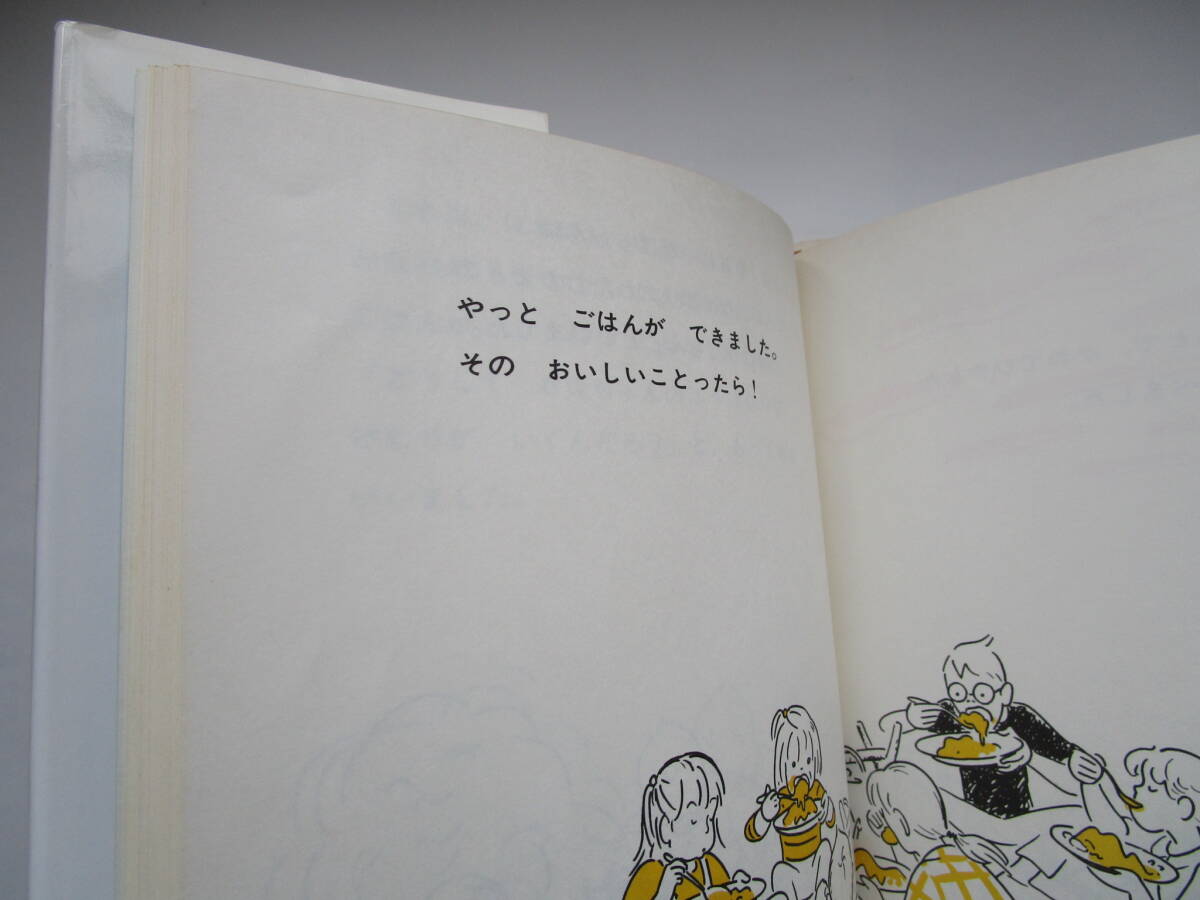 やっと　ごはんが　できました。
その　おいしいことったら！